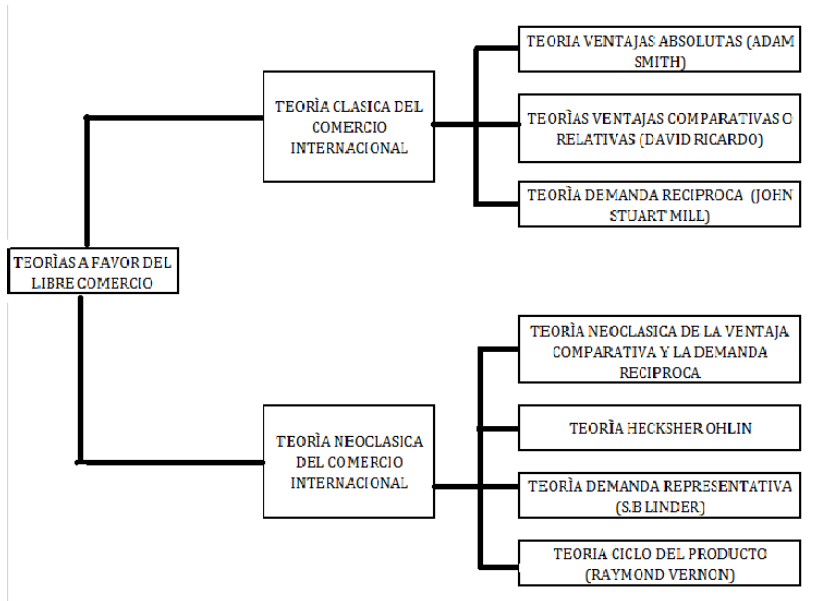 TEORIA VENTAJAS ABSOLUTAS (ADAM
SMITH)
TEORÌA CLASICA DEL
COMERCIO
INTERNACIONAL
TEORÌAS VENTAJAS COMPARATIVAS O
RELATIVAS (DAVID RICARDO)
TEORÌA DEMANDA RECIPROCA (JOHN
STUART MILL)
TEORÌAS A FAVOR DEL
LIBRE COMERCIO
TEORÌA NEOCLASICA DE LA VENTAJA
COMPARATIVA Y LA DEMANDA
RECIPROCA
TEORÌA NEOCLASICA
DEL COMERCIO
INTERNACIONAL
TEORÌA HECKSHER OHLIN
TEORÌA DEMANDA REPRESENTATIVA
(S.B LINDER)
TEORIA CICLO DEL PRODUCTO
(RAYMOND VERNON)